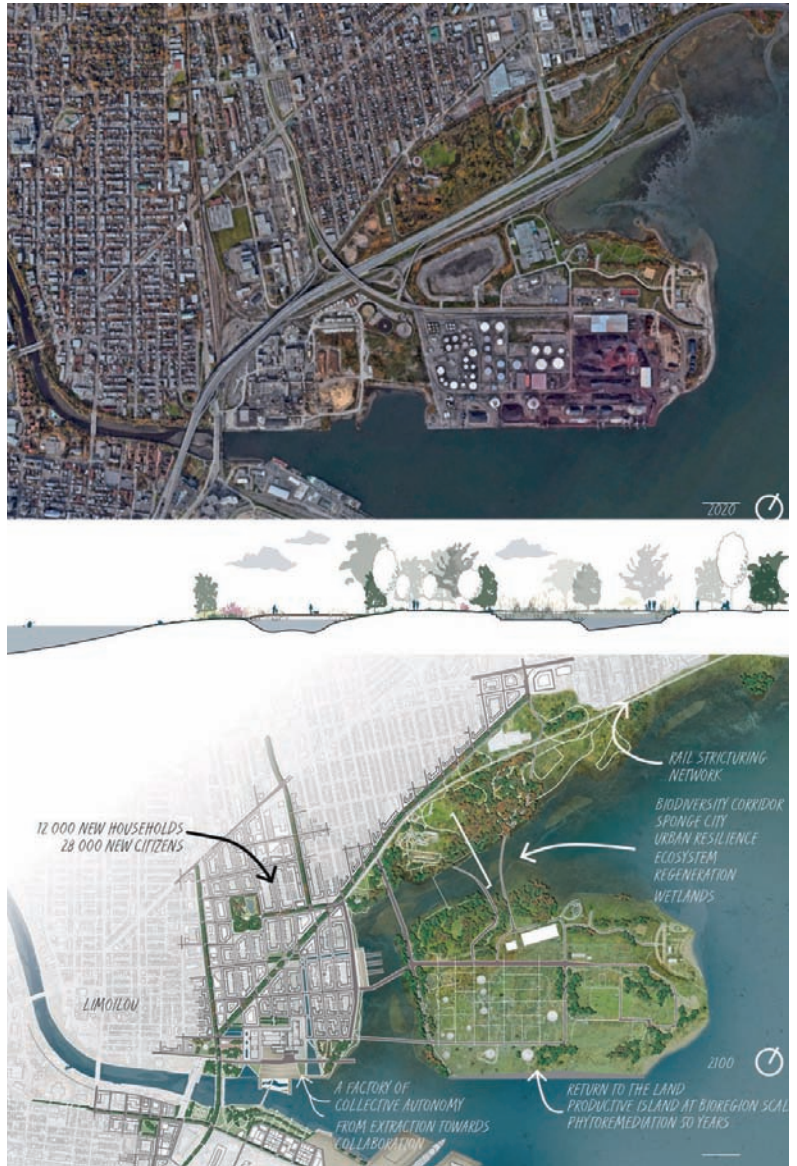 2020
RAIL STRICTURING
NETWORK
12 000 NEW HOUSEHOLDS
28 000 NEW CITIZENS
BIODIVERSITY CORRIDOR
SPONGE CITY
URBAN RESILIENCE
ECOSYSTEM
REGENERATION
WETLANDS
LIMOILOU
2100
A FACTORY OF
COLLECTIVE AUTONOMY
FROM EXTRACTION TOWARDS
COLLABORATION
RETURN TO THE LAND
PRODUCTIVE ISLAND AT BIOREGION SCAL
PHYTOREMEDIATION 50 YEARS